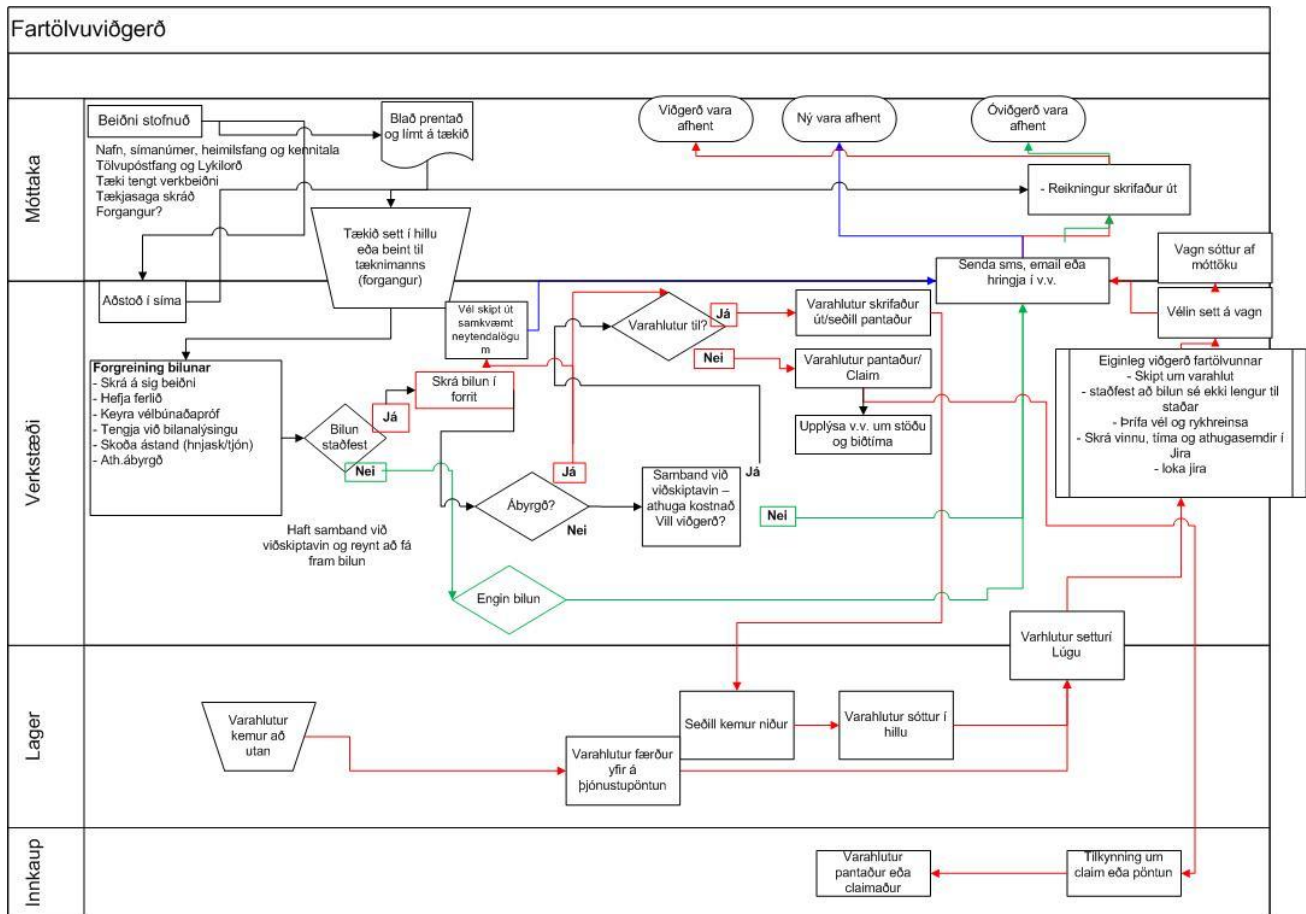 Fartölvuviðgerð
Móttaka
Beiðni stofnuð
Nafn, símanúmer, heimilsfang og kennitala
Tölvupóstfang og Lykilorð
Tæki tengt verkbeiðni
Tækjasaga skráð
Forgangur?
Blað prentað
og límt á tækið
Tækið sett í hillu
eða beint til
tæknimanns
(forgangur)
Viðgerð vara
afhent
Ný vara afhent
Óviðgerð vara
afhent
- Reikningur skrifaður út
Senda sms, email eða
hringja í v.v.
Vagn sóttur af
móttöku
Verkstæði
Aðstoð í síma
Vélin sett á vagn
Forgreining bilunar
- Skrá á sig beiðni
- Hefja ferlið
- Keyra vélbúnaðapróf
- Tengja við bilanalýsingu
- Skoða ástand (hnjask/tjón)
- Ath.ábyrgð
Bilun
staðfest
Já
Nei
Skrá bilun í
forrit
Vél skipt út
samkvæmt
neytendalögu
m
Haft samband við
viðskiptavin og reynt að fá
fram bilun
Ábyrgð?
Já
Nei
Engin bilun
Varahlutur til?
Já
Nei
Varahlutur skrifaður
út/seðill pantaður
Varahlutur pantaður/
Claim
Upplýsa v.v. um stöðu
og biðtíma
Samband við
viðskiptavin –
athuga kostnað
Vill viðgerð?
Já
Nei
Eiginleg viðgerð fartölvunnar
- Skipt um varahlut
- staðfest að bilun sé ekki lengur til
staðar
- Þrífa vél og rykhreinsa
- Skrá vinnu, tíma og athugasemdir í
Jira
- loka jira
Lager
Varahlutur
kemur að
utan
Varahlutur færður
yfir á
þjónustupöntun
Seðill kemur niður
Varahlutur sóttur í
hillu
Varhlutur setturí
Lúgu
Innkaup
Varahlutur
pantaður eða
claimaður
Tilkynning um
claim eða pöntun